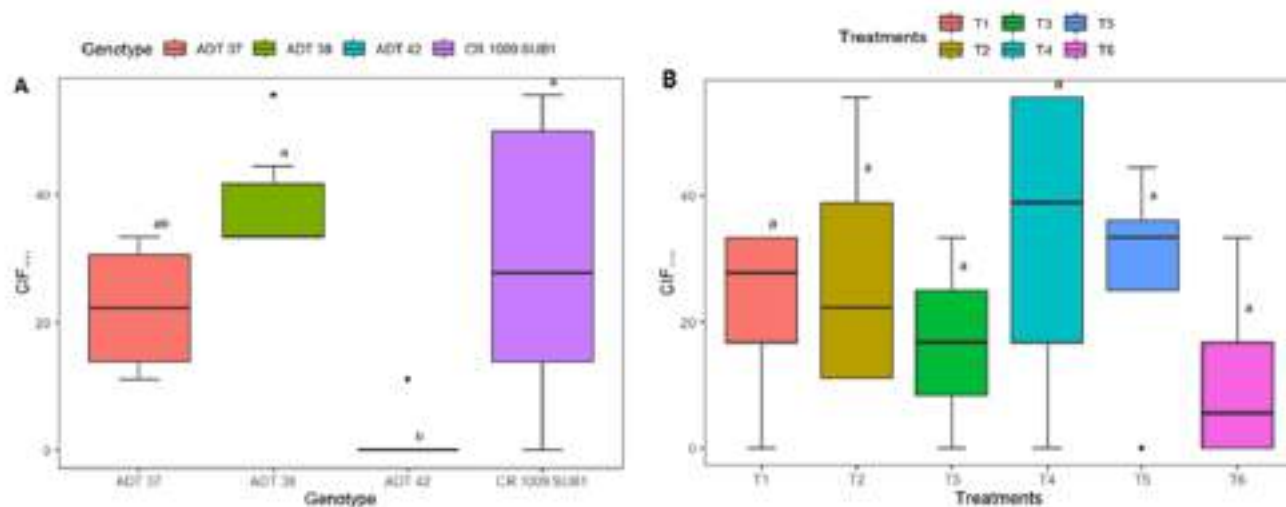 Genotype ADT 37 ADT 38 ADT 42 CR 1009 SUB1
A
a
a
ab
b
40
20
0
CIF....
ADT 37 ADT 38 ADT 42 CR 1009 SUB1
Genotype
Treatments T1 T3 T5
T2 T4 T6
B
a
a
a
a
a
a
40
20
0
CIF....
T1 T2 T3 T4 T5 T6
Treatments